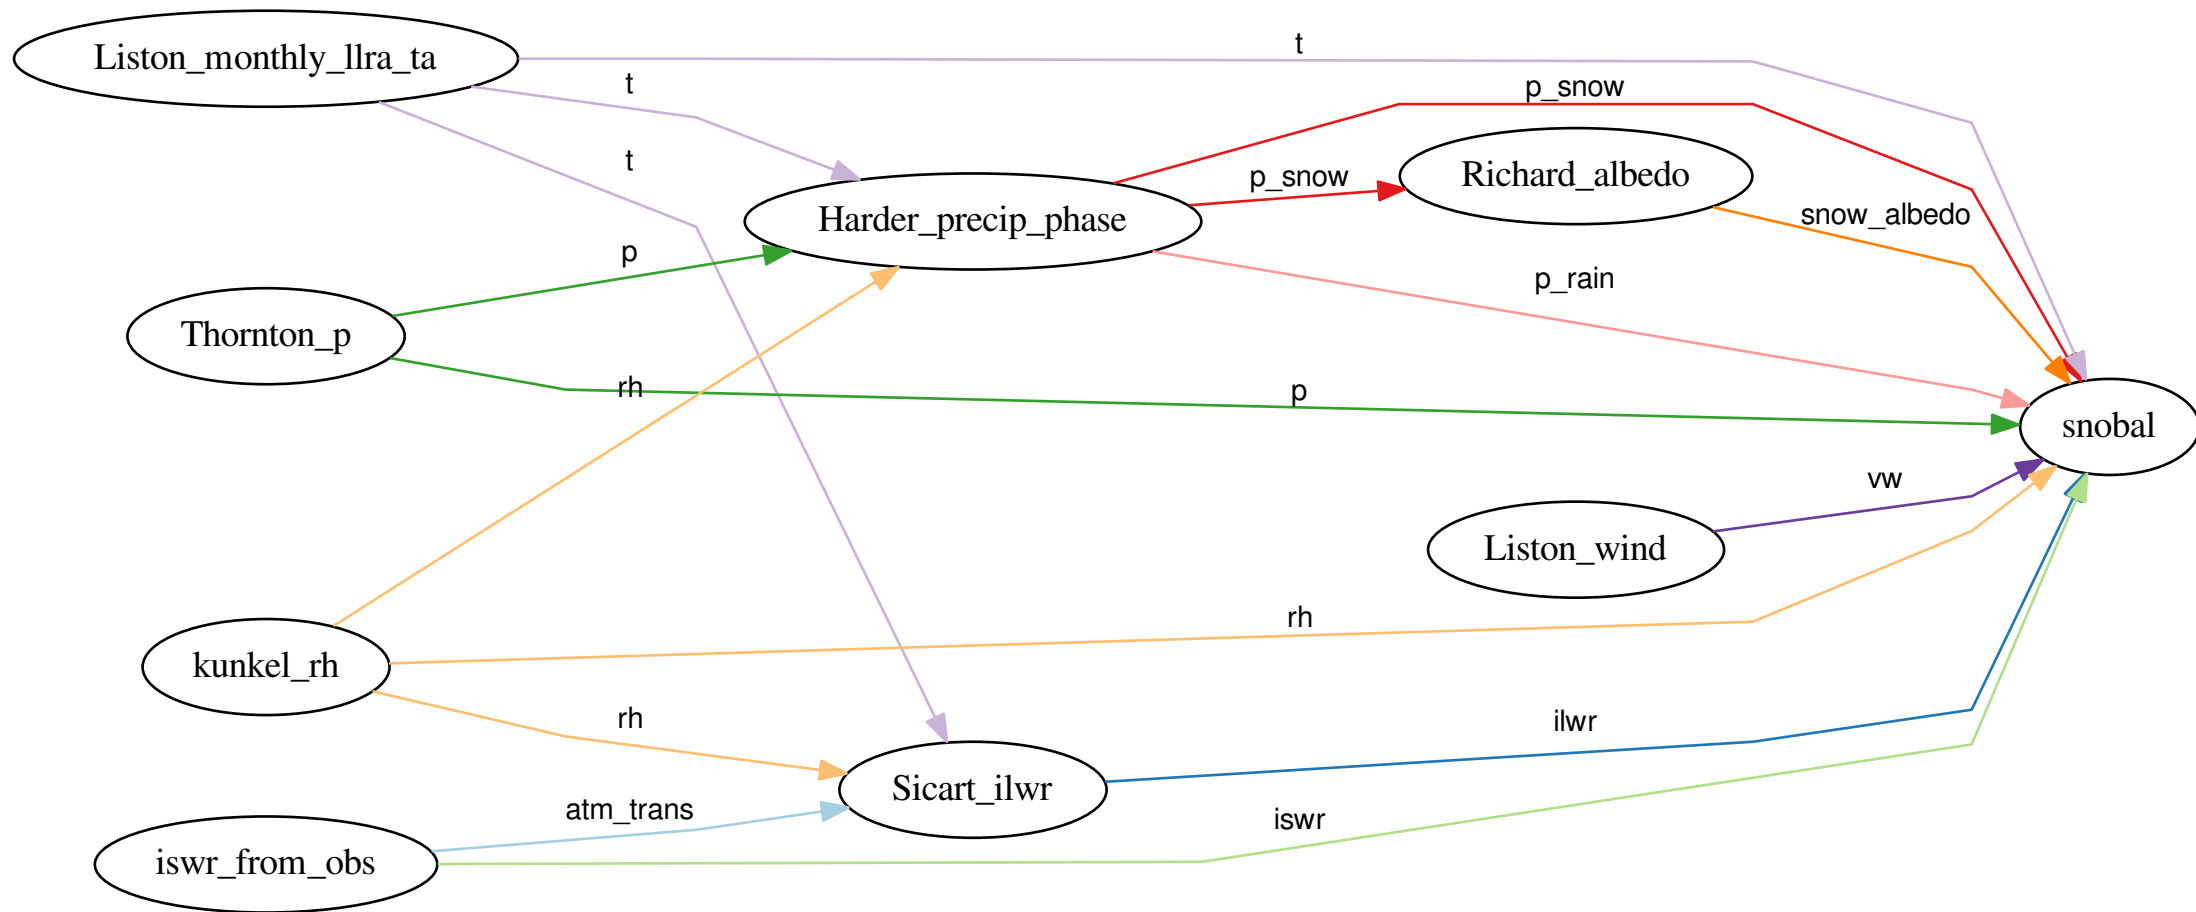 Liston_monthly_llra_ta
t
t
p_snow
t
Harder_precip_phase
p_snow
Richard_albedo
snow_albedo
p
p_rain
Thornton_p
rh
p
snobal
vw
Liston_wind
rh
kunkel_rh
rh
ilwr
Sicart_ilwr
atm_trans
iswr
iswr_from_obs